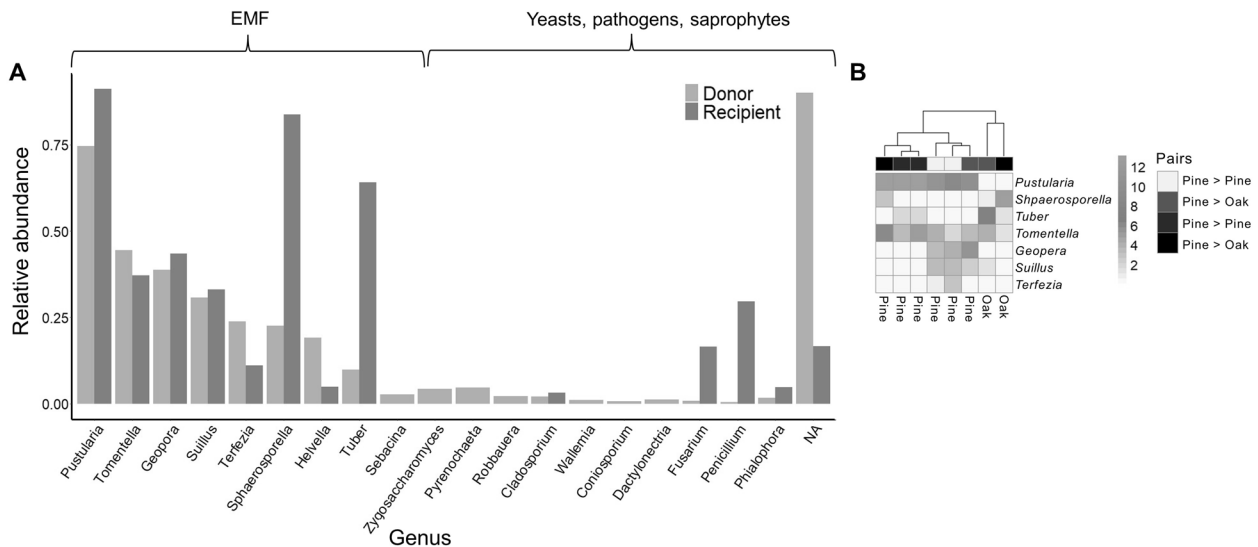 EMF
Yeasts, pathogens, saprophytes
A
B
Donor
Recipient
Relative abundance
0.75
0.50
0.25
0.00
Pustularia
Tomentella
Geopora
Suillus
Terfezia
Sphaerosporella
Helvella
Tuber
Sebacina
Zygosaccharomyces
Pyrenochaeta
Robbauera
Cladosporium
Wallemia
Coniosporium
Dactylonectria
Fusarium
Penicillium
Phialophora
NA
Genus
Pustularia
Shpaerosporella
Tuber
Tomentella
Geopera
Suillus
Terfezia
Pine
Pine
Pine
Pine
Pine
Pine
Oak
Oak
12
10
8
6
4
2
Pairs
Pine > Pine
Pine > Oak
Pine > Pine
Pine > Oak